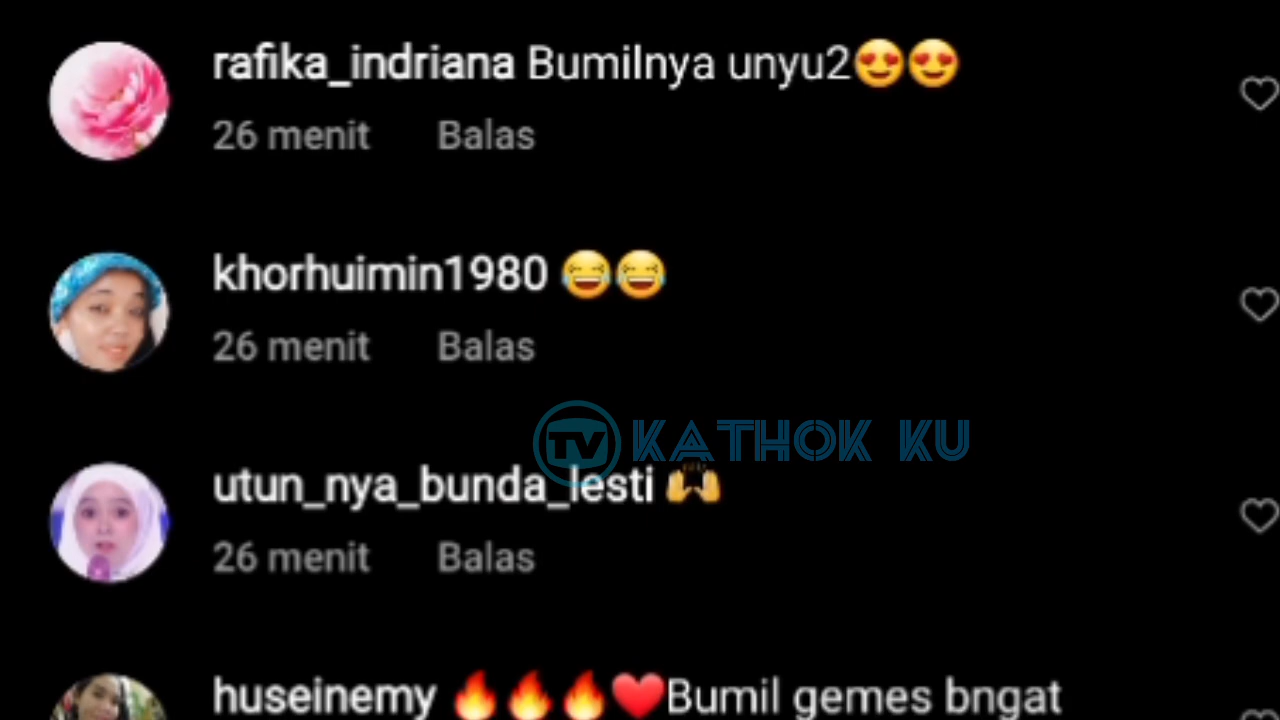 rafika_indriana Bumilnya unyu2😍😍
26 menit Balas
khorhuimin1980 😂😂
26 menit Balas
TV KATHOK KU
utun_nya_bunda_lesti 🙌
26 menit Balas
huseinemy 🔥🔥🔥❤️Bumil gemes bngat